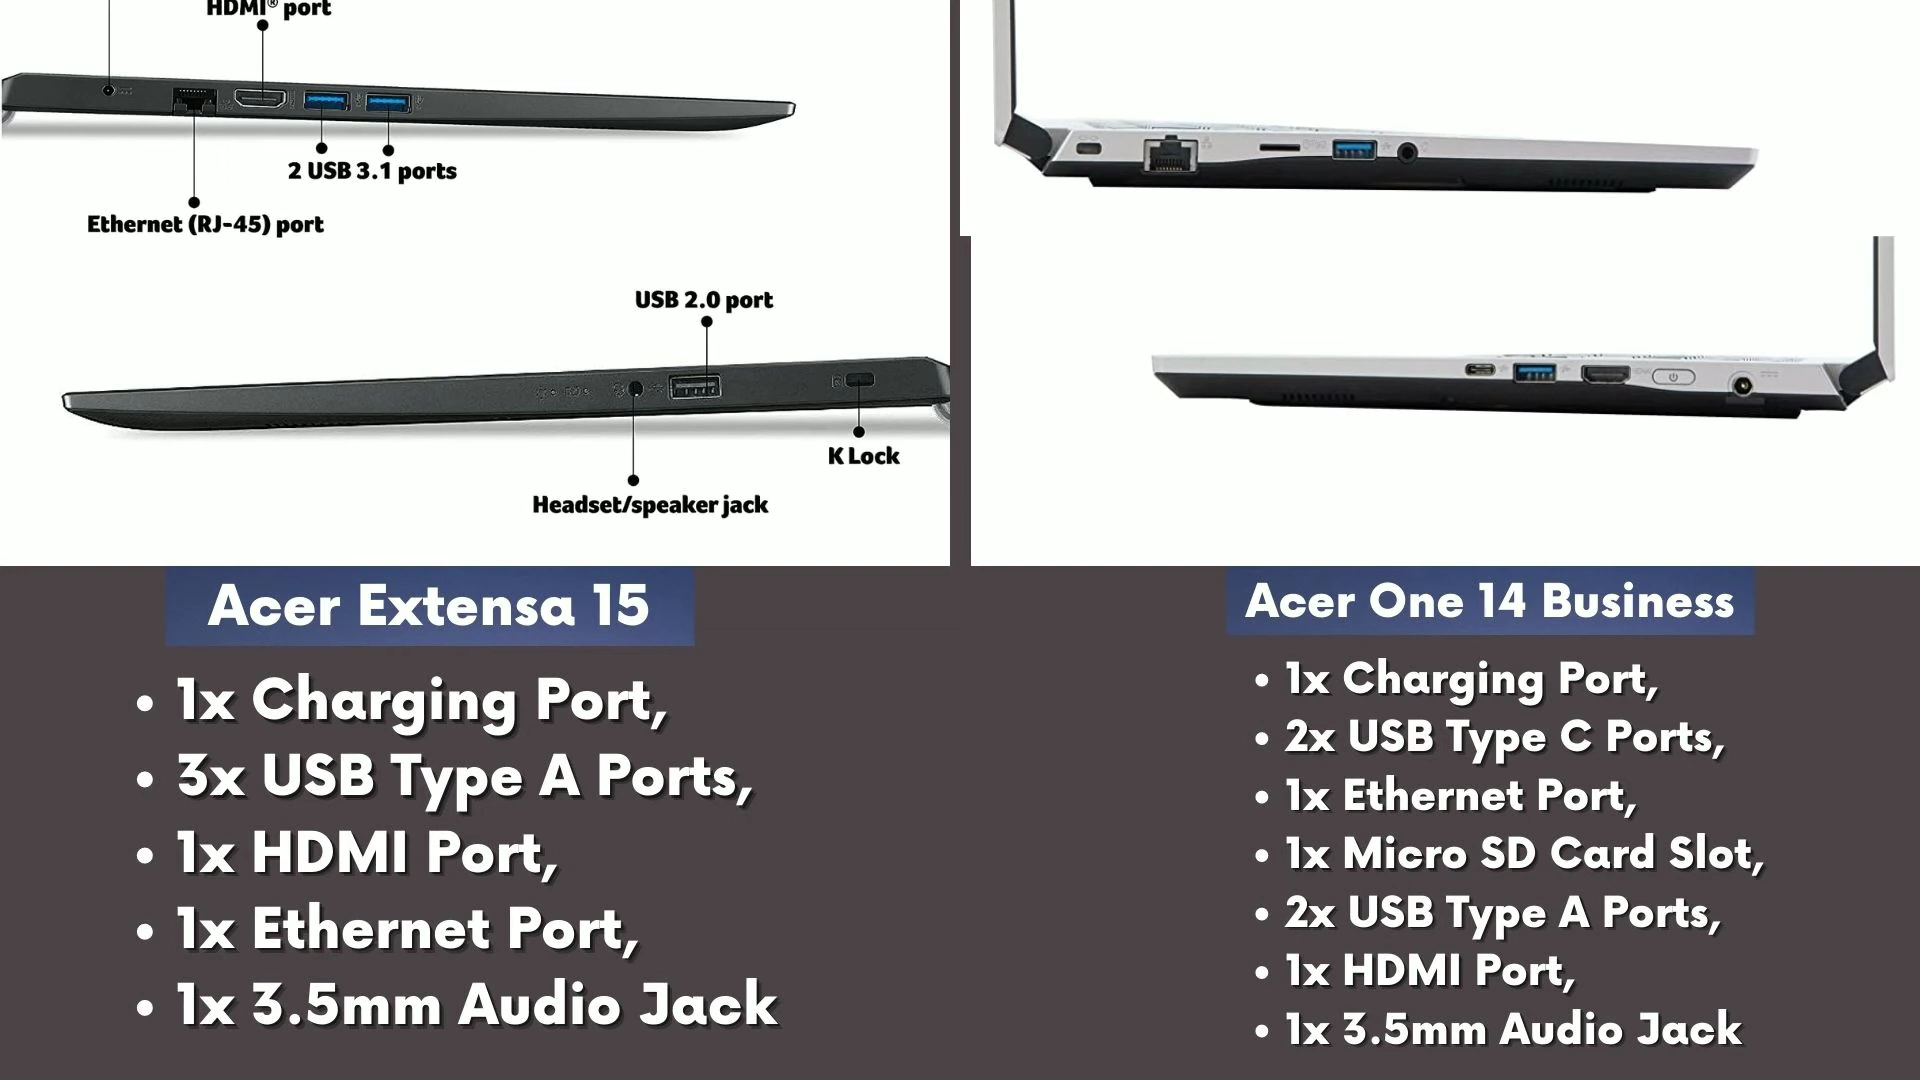 HDMI® port
2 USB 3.1 ports
Ethernet (RJ-45) port
USB 2.0 port
K Lock
Headset/speaker jack
Acer Extensa 15
• 1x Charging Port,
• 3x USB Type A Ports,
• 1x HDMI Port,
• 1x Ethernet Port,
• 1x 3.5mm Audio Jack
Acer One 14 Business
• 1x Charging Port,
• 2x USB Type C Ports,
• 1x Ethernet Port,
• 1x Micro SD Card Slot,
• 2x USB Type A Ports,
• 1x HDMI Port,
• 1x 3.5mm Audio Jack